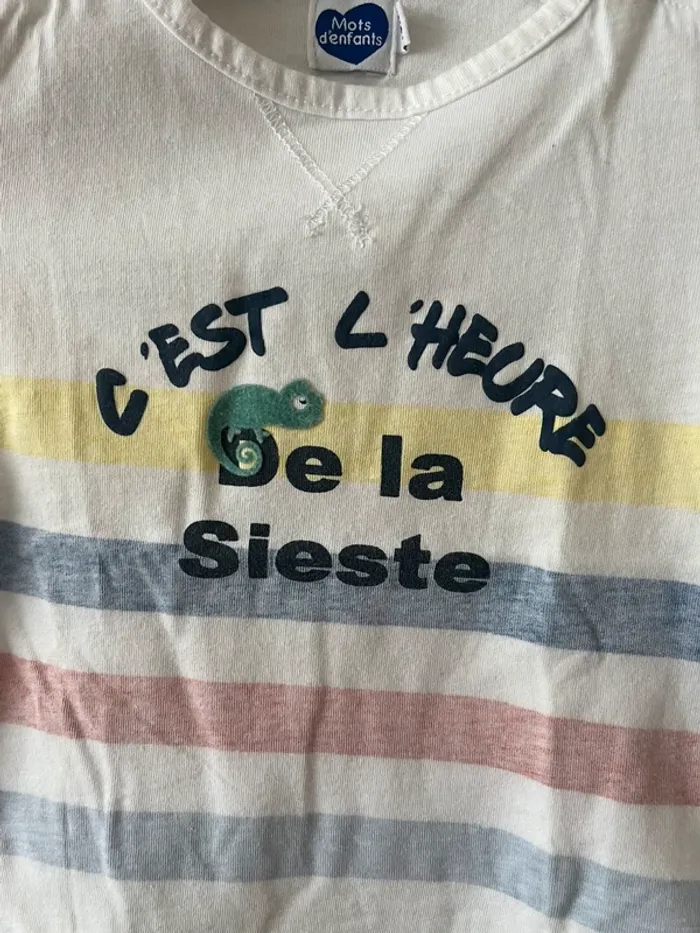 Mots
d'enfants
C'EST L'HEURE
De la
Sieste